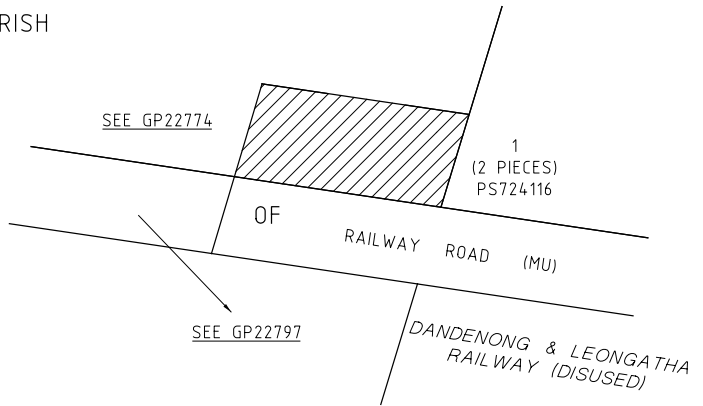 RISH
SEE GP22774
1
(2 PIECES)
PS724116
OF
RAILWAY ROAD (MU)
SEE GP22797
DANDENONG & LEONGATHA
RAILWAY (DISUSED)